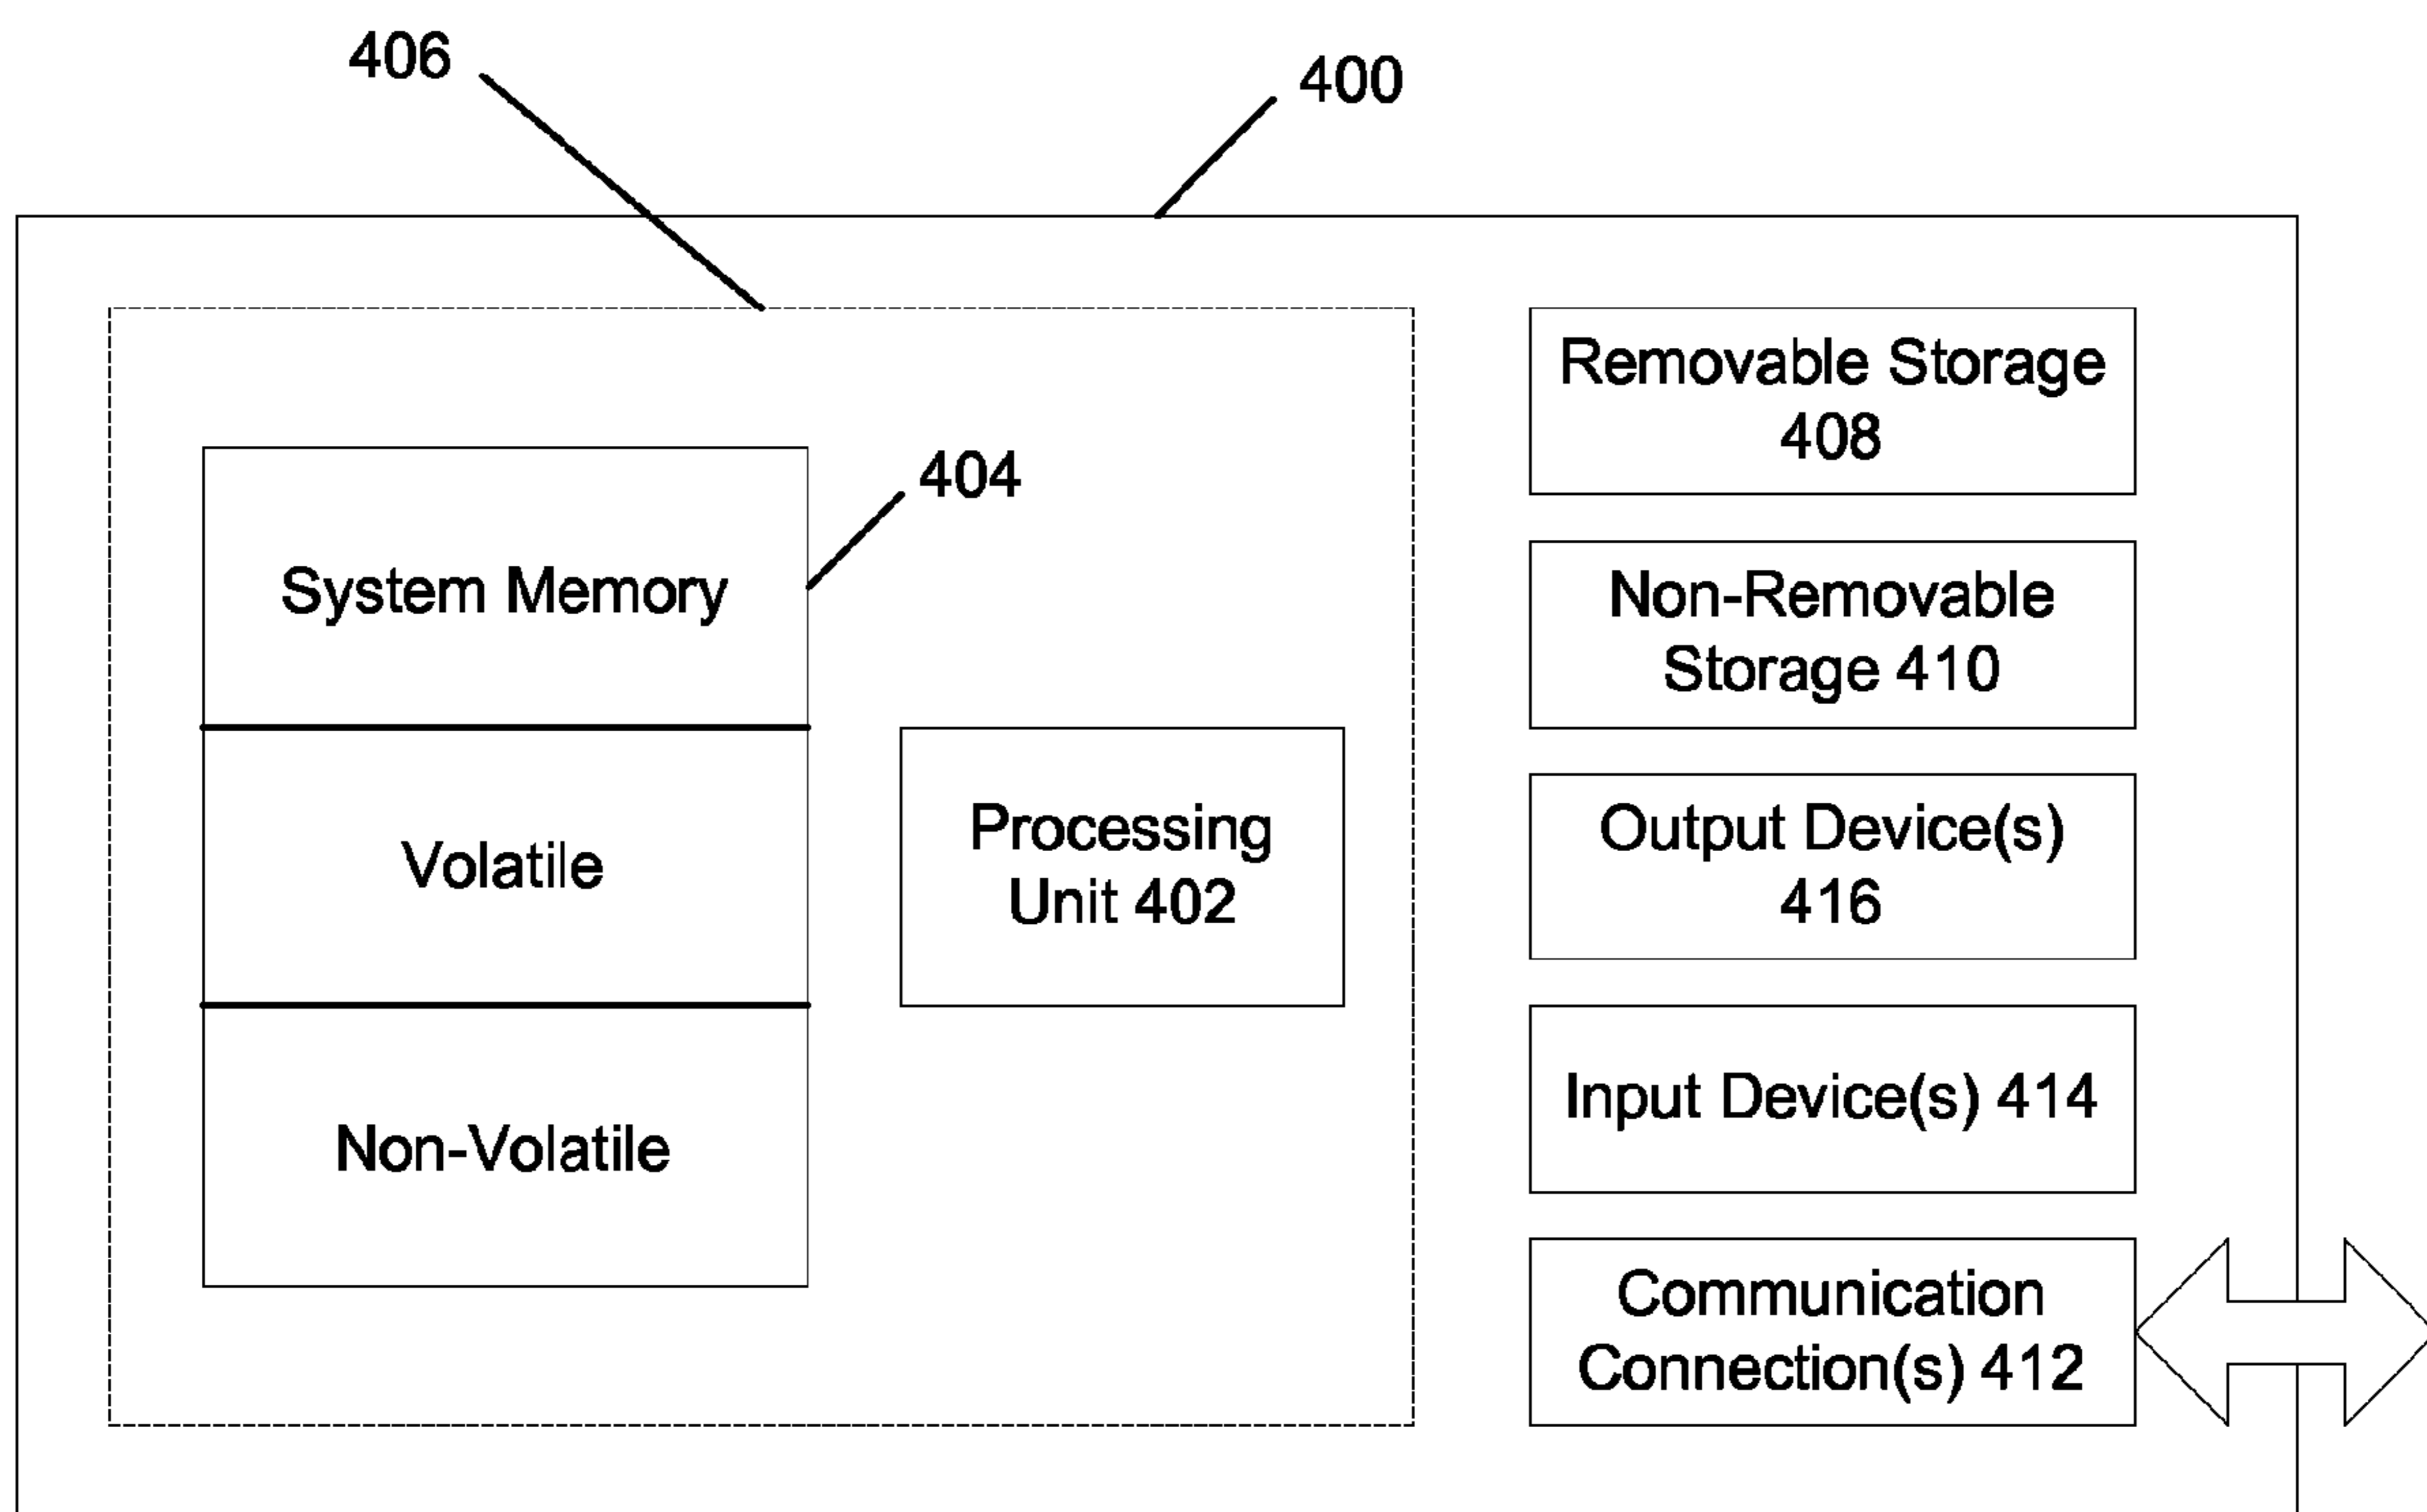 406
400
404
System Memory
Volatile
Non-Volatile
Processing
Unit 402
Removable Storage
408
Non-Removable
Storage 410
Output Device(s)
416
Input Device(s) 414
Communication
Connection(s) 412